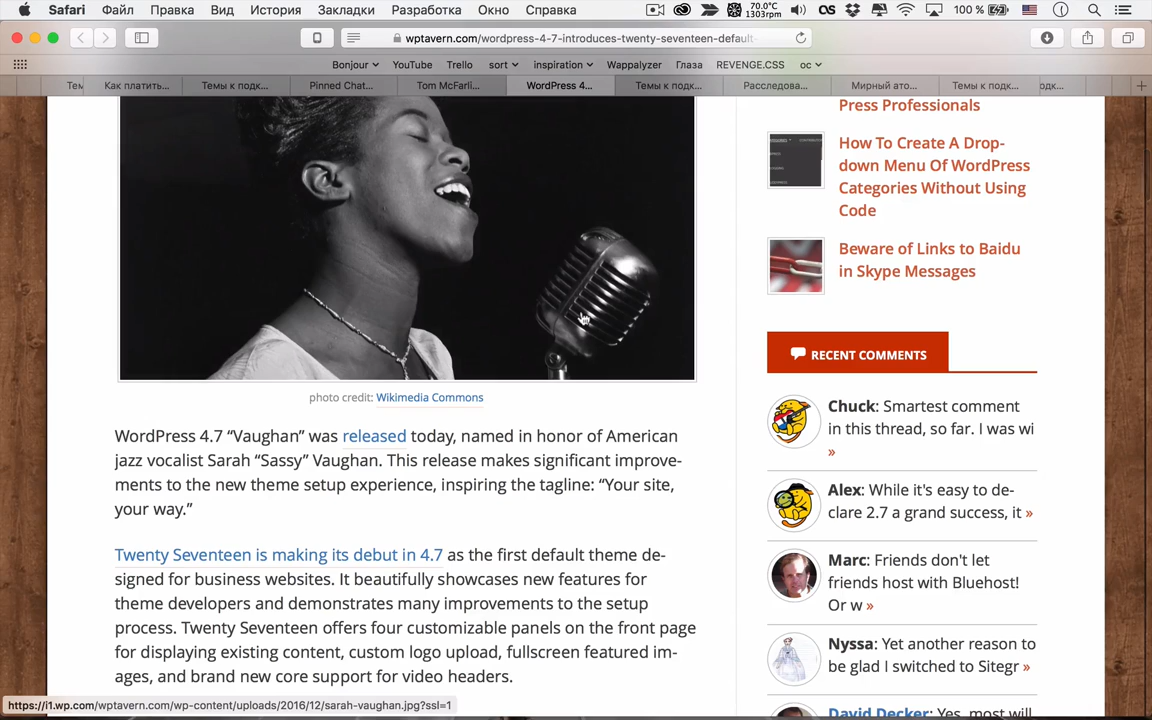 Safari Файл Правка Вид История Закладки Разработка Окно Справка 70.0°C 1303rpm 100 %
wptavern.com/wordpress-4-7-introduces-twenty-seventeen-default-
Bonjour YouTube Trello sort inspiration Wappalyzer Глаза REVENGE.CSS ос
Тем Как платить... Темы к подк... Pinned Chat... Tom McFarli... WordPress 4... Темы к подк... Расследова... Мирный ато... Темы к подк... одк...
Press Professionals
How To Create A Drop-
down Menu Of WordPress
Categories Without Using
Code
Beware of Links to Baidu
in Skype Messages
photo credit: Wikimedia Commons
WordPress 4.7 “Vaughan” was released today, named in honor of American
jazz vocalist Sarah “Sassy” Vaughan. This release makes significant improve-
ments to the new theme setup experience, inspiring the tagline: “Your site,
your way.”
Twenty Seventeen is making its debut in 4.7 as the first default theme de-
signed for business websites. It beautifully showcases new features for
theme developers and demonstrates many improvements to the setup
process. Twenty Seventeen offers four customizable panels on the front page
for displaying existing content, custom logo upload, fullscreen featured im-
ages, and brand new core support for video headers.
RECENT COMMENTS
Chuck: Smartest comment
in this thread, so far. I was wi
»
Alex: While it's easy to de-
clare 2.7 a grand success, it »
Marc: Friends don't let
friends host with Bluehost!
Or w »
Nyssa: Yet another reason to
be glad I switched to Sitegr »
David Decker: Yes, most will
https://i1.wp.com/wptavern.com/wp-content/uploads/2016/12/sarah-vaughan.jpg?ssl=1